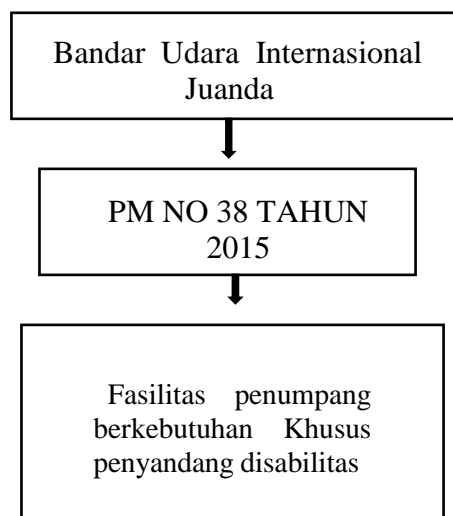 Bandar Udara Internasional
Juanda
PM NO 38 TAHUN
2015
Fasilitas penumpang
berkebutuhan Khusus
penyandang disabilitas